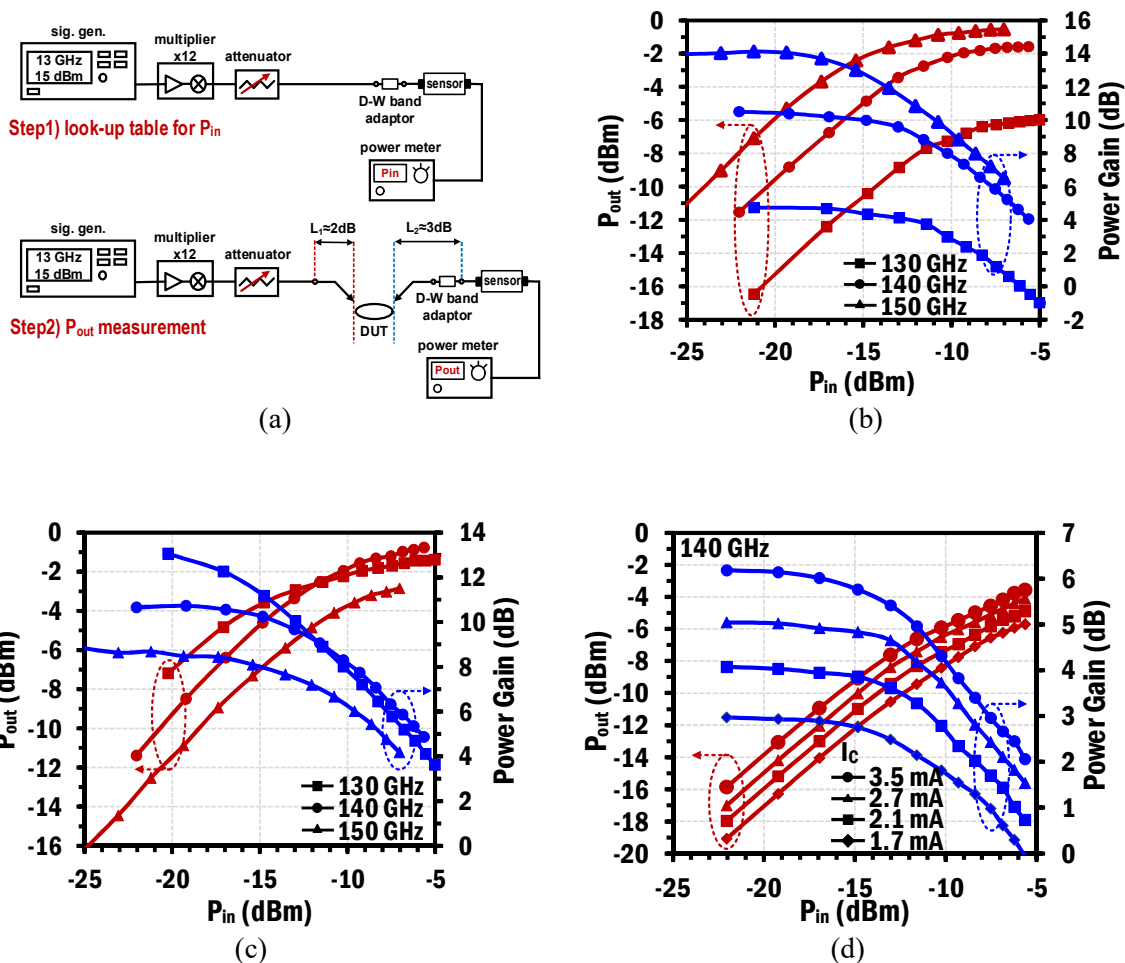 sig. gen.
13 GHz
15 dBm
multiplier
x12
attenuator
sensor
D-W band
adaptor
Step1) look-up table for Pin
power meter
Pin
sig. gen.
13 GHz
15 dBm
multiplier
x12
attenuator
L1≈2dB
L2≈3dB
sensor
D-W band
adaptor
DUT
Step2) Pout measurement
power meter
Pout
(a)
0
-2
-4
-6
-8
-10
-12
-14
-16
-18
Pout (dBm)
16
14
12
10
8
6
4
2
0
-2
Power Gain (dB)
130 GHz
140 GHz
150 GHz
-25 -20 -15 -10 -5
Pin (dBm)
(b)
0
-2
-4
-6
-8
-10
-12
-14
-16
Pout (dBm)
14
12
10
8
6
4
2
0
Power Gain (dB)
130 GHz
140 GHz
150 GHz
-25 -20 -15 -10 -5
Pin (dBm)
(c)
140 GHz
0
-2
-4
-6
-8
-10
-12
-14
-16
-18
-20
Pout (dBm)
7
6
5
4
3
2
1
0
Power Gain (dB)
IC
3.5 mA
2.7 mA
2.1 mA
1.7 mA
-25 -20 -15 -10 -5
Pin (dBm)
(d)